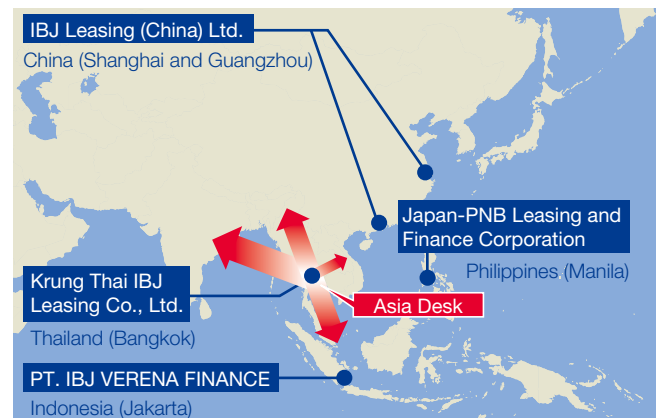 IBJ Leasing (China) Ltd.
China (Shanghai and Guangzhou)
Japan-PNB Leasing and
Finance Corporation
Philippines (Manila)
Krung Thai IBJ
Leasing Co., Ltd.
Thailand (Bangkok)
Asia Desk
PT. IBJ VERENA FINANCE
Indonesia (Jakarta)